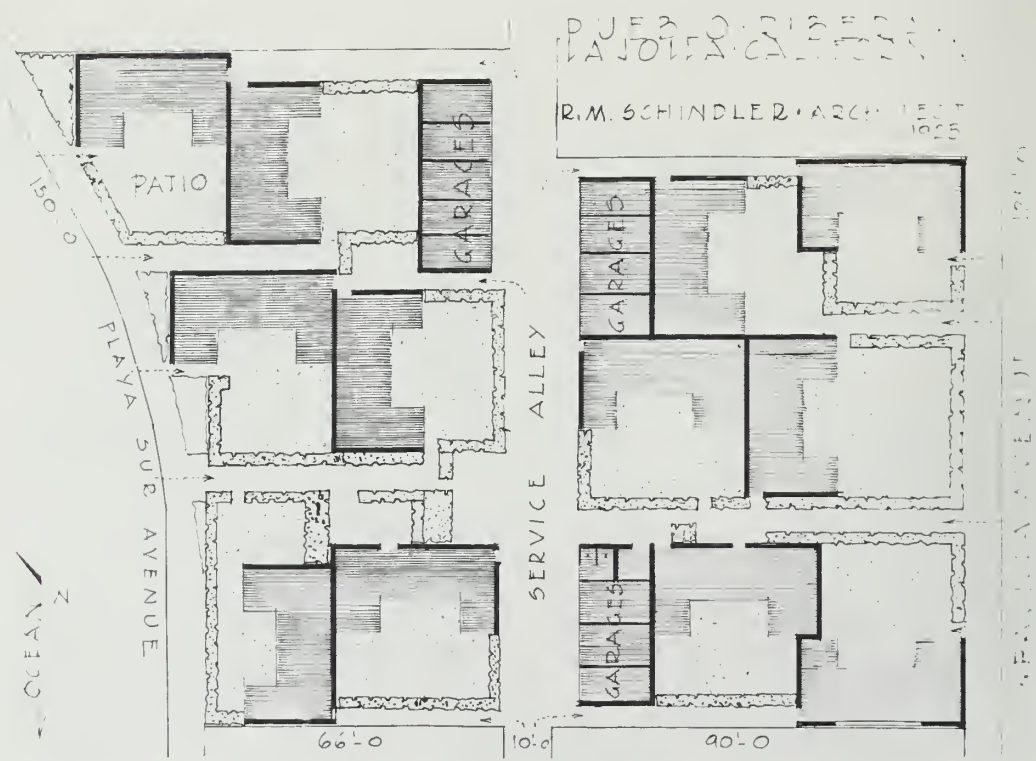 LA JOLLA · CALIFORNIA
R. M. SCHINDLER · ARCHITECT
1925
PATIO
GARAGES
150-0
PLAYA SUR AVENUE
SERVICE ALLEY
GARAGES
GARAGES
OCEAN
N
66'-0
10'-0
90'-0